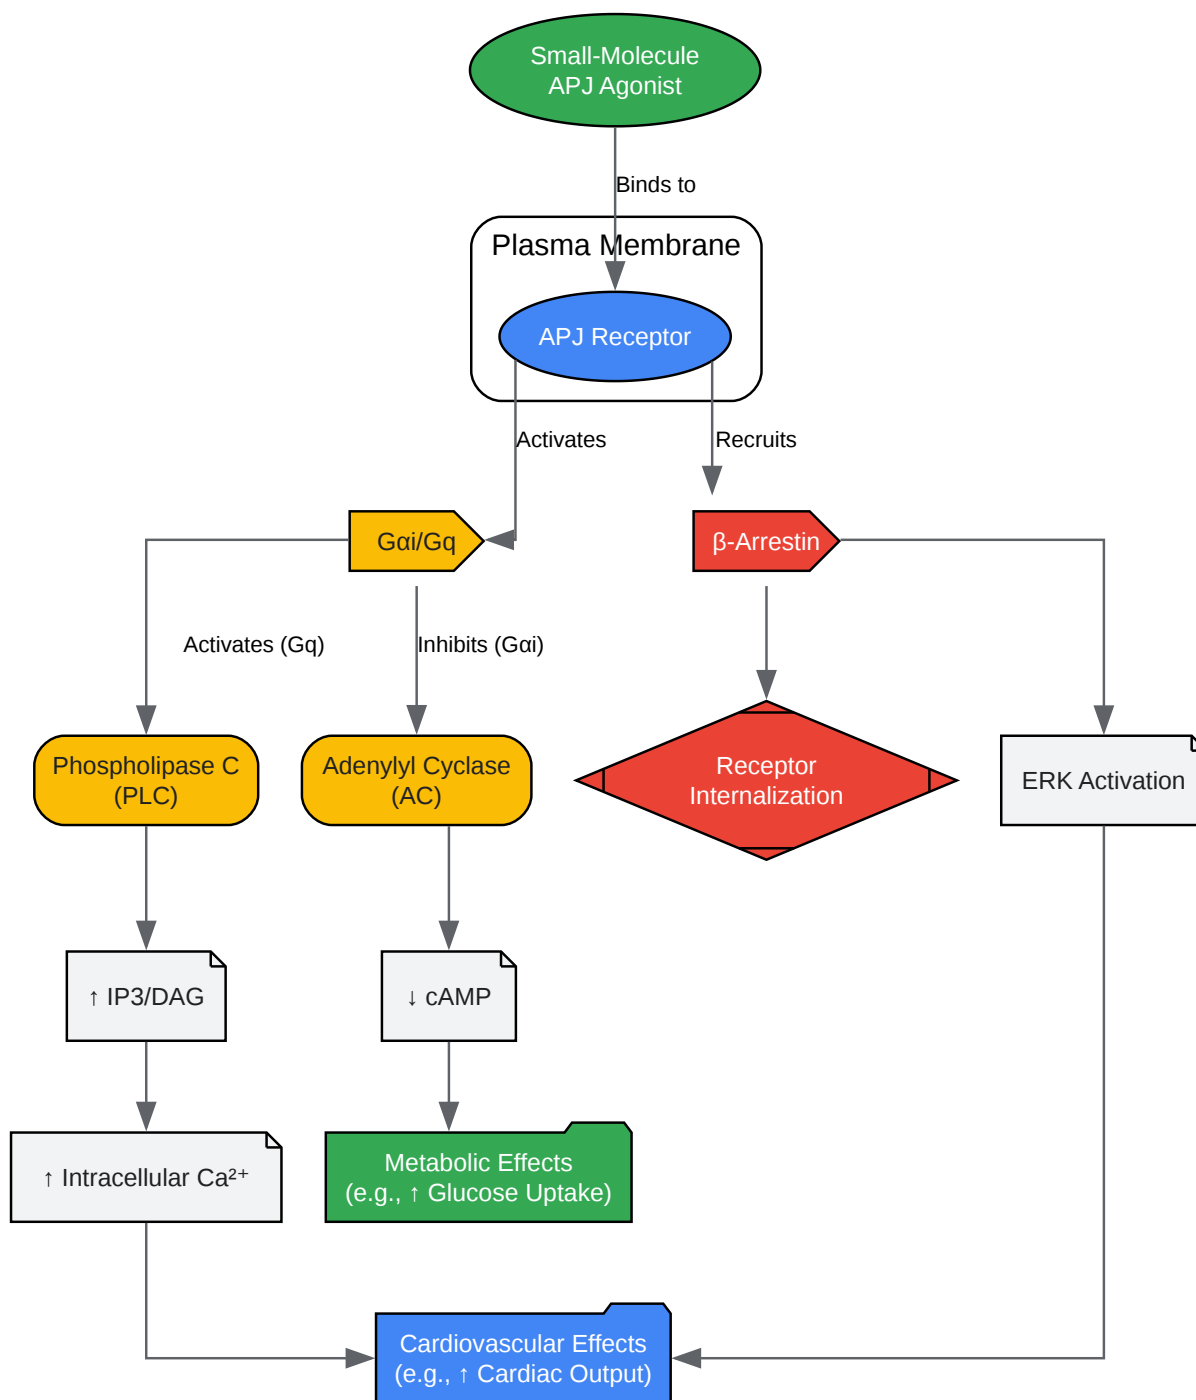 Small-Molecule
APJ Agonist
Binds to
Plasma Membrane
APJ Receptor
Activates
Recruits
Gαi/Gq
β-Arrestin
Activates (Gq)
Inhibits (Gαi)
Phospholipase C
(PLC)
Adenylyl Cyclase
(AC)
Receptor
Internalization
ERK Activation
↑ IP3/DAG
↓ cAMP
↑ Intracellular Ca²⁺
Metabolic Effects
(e.g., ↑ Glucose Uptake)
Cardiovascular Effects
(e.g., ↑ Cardiac Output)